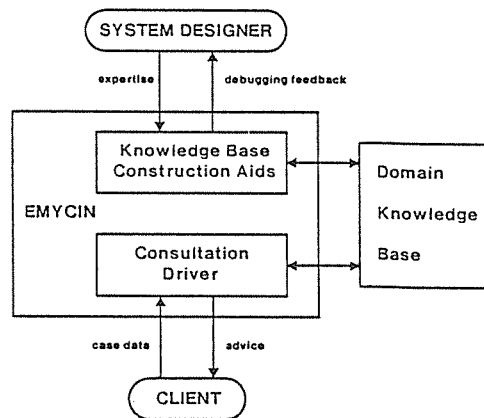 SYSTEM DESIGNER
expertise
debugging feedback
Knowledge Base
Construction Aids
EMYCIN
Domain
Knowledge
Base
Consultation
Driver
case data
advice
CLIENT